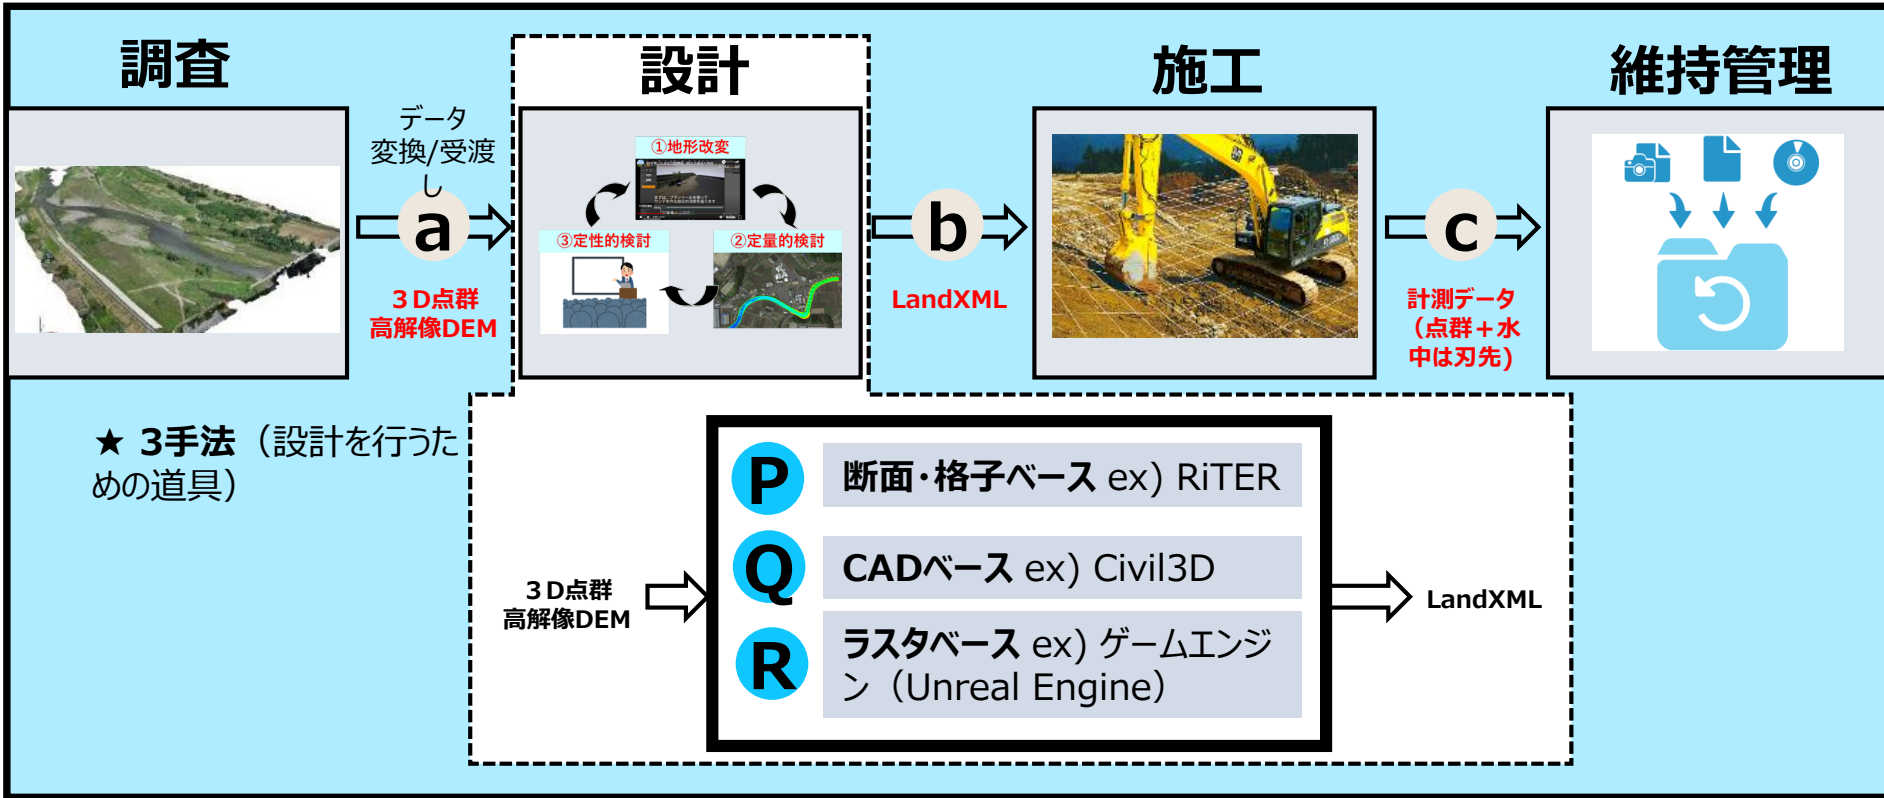 調査
設計
施工
維持管理
データ
変換/受渡
し
a
３Ｄ点群
高解像DEM
①地形改変
②定量的検討
③定性的検討
b
LandXML
c
計測データ
（点群＋水
中は刃先)
★ 3手法（設計を行うた
めの道具）
P
断面・格子ベース ex) RiTER
Q
CADベース ex) Civil3D
R
ラスタベース ex) ゲームエンジ
ン（Unreal Engine）
３Ｄ点群
高解像DEM
LandXML